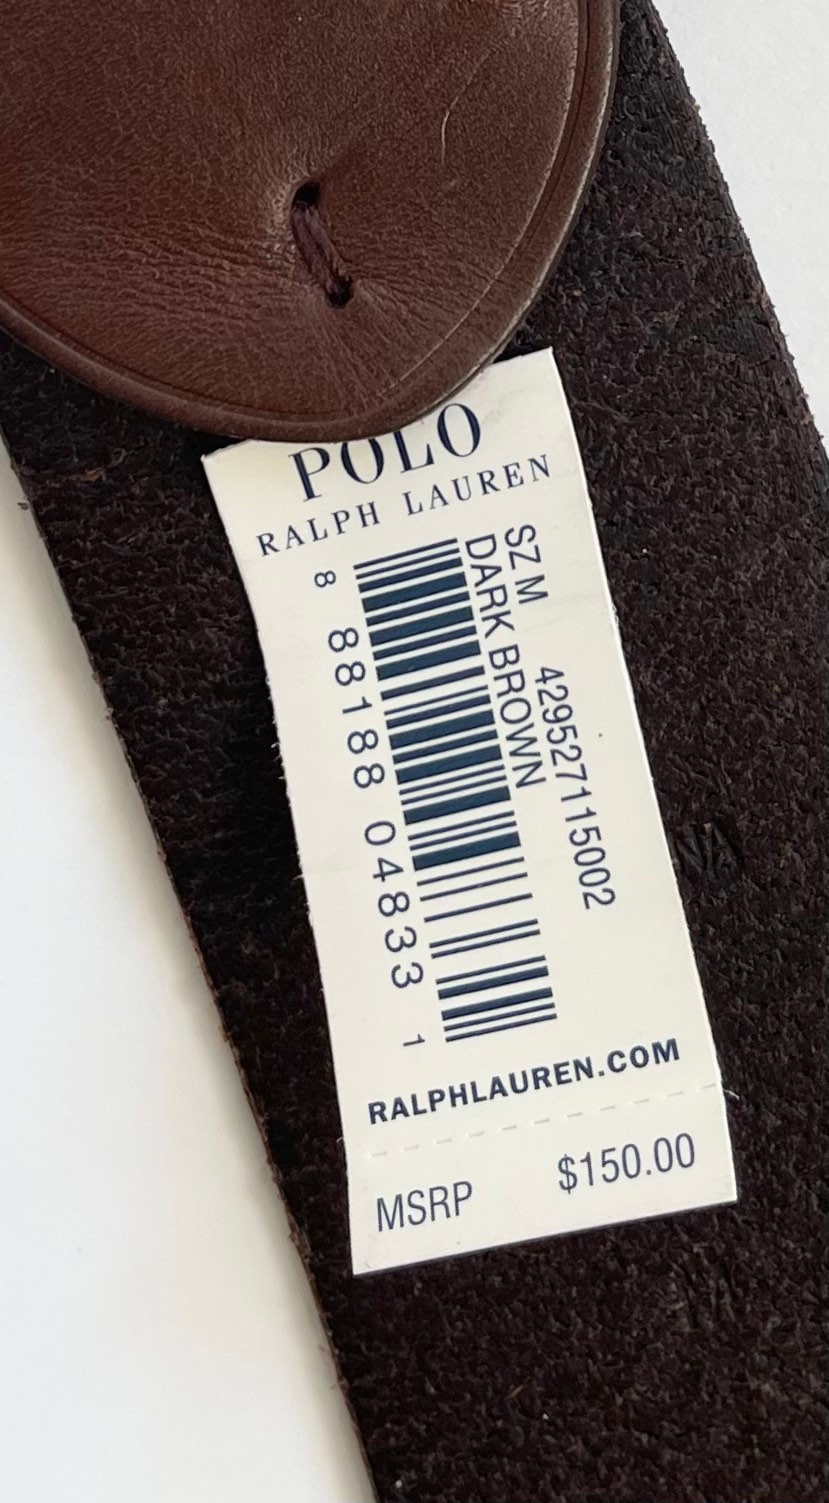 POLO
RALPH LAUREN
SZ M 429527115002
DARK BROWN
8 88188 04833 1
RALPHLAUREN.COM
MSRP $150.00